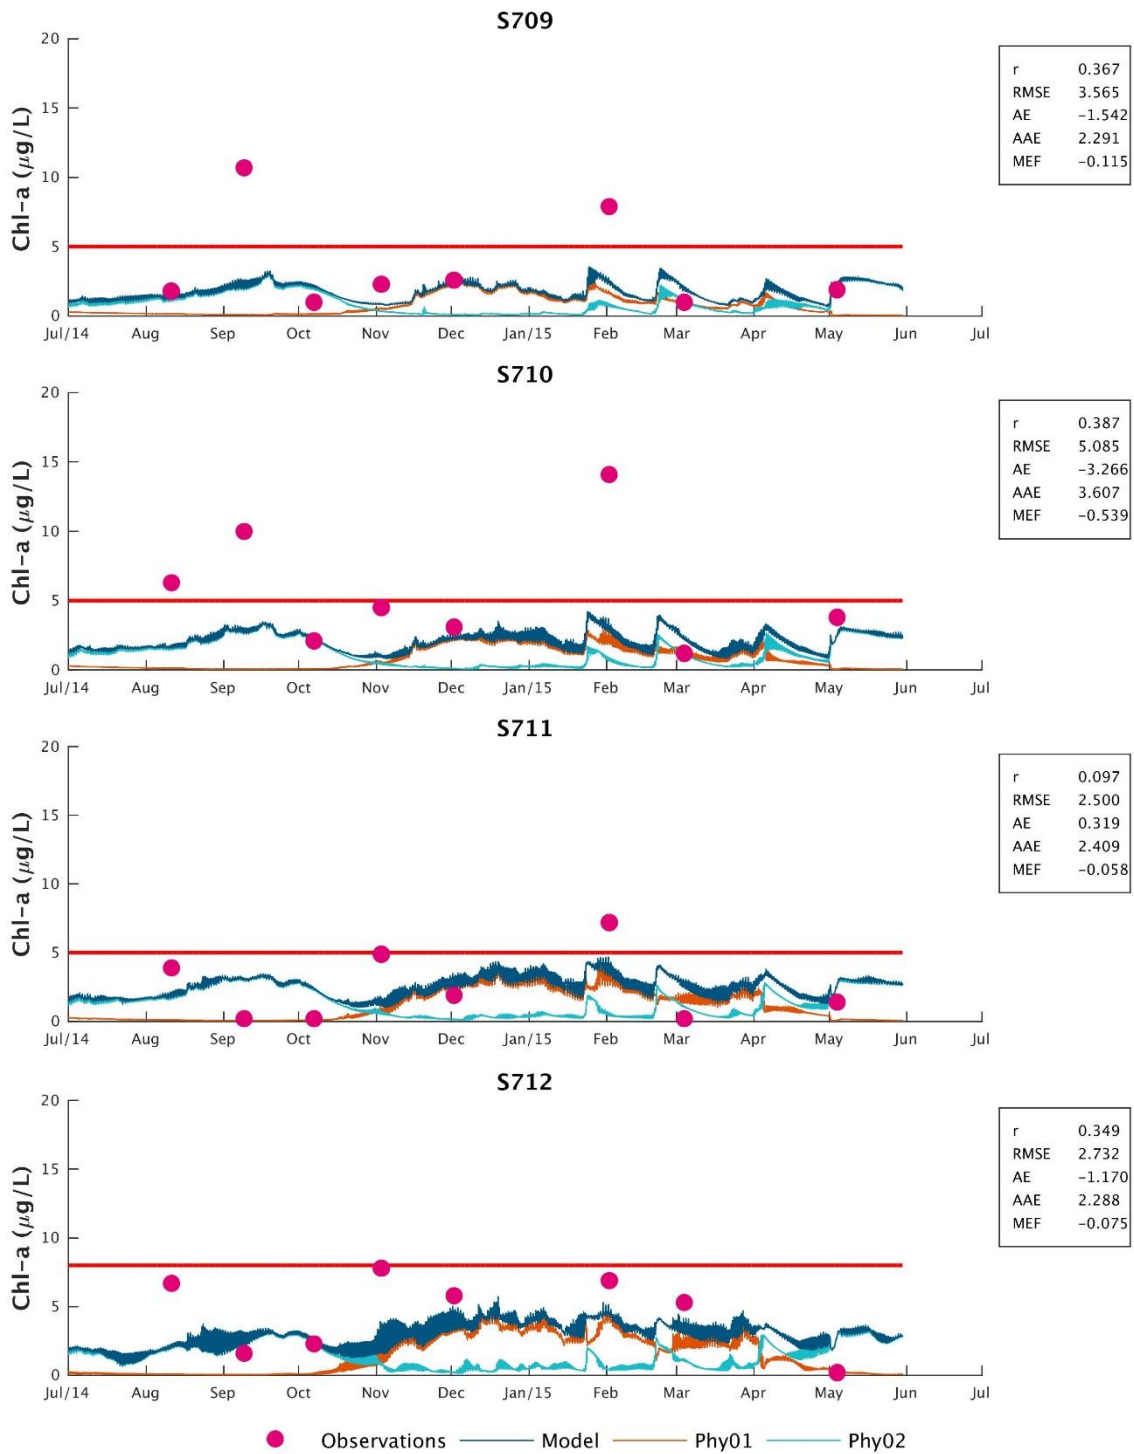 S709
20
15
10
5
0
Chl-a (μg/L)
Jul/14 Aug Sep Oct Nov Dec Jan/15 Feb Mar Apr May Jun Jul
r 0.367
RMSE 3.565
AE -1.542
AAE 2.291
MEF -0.115
S710
20
15
10
5
0
Chl-a (μg/L)
Jul/14 Aug Sep Oct Nov Dec Jan/15 Feb Mar Apr May Jun Jul
r 0.387
RMSE 5.085
AE -3.266
AAE 3.607
MEF -0.539
S711
20
15
10
5
0
Chl-a (μg/L)
Jul/14 Aug Sep Oct Nov Dec Jan/15 Feb Mar Apr May Jun Jul
r 0.097
RMSE 2.500
AE 0.319
AAE 2.409
MEF -0.058
S712
20
15
10
5
0
Chl-a (μg/L)
Jul/14 Aug Sep Oct Nov Dec Jan/15 Feb Mar Apr May Jun Jul
r 0.349
RMSE 2.732
AE -1.170
AAE 2.288
MEF -0.075
Observations Model Phy01 Phy02